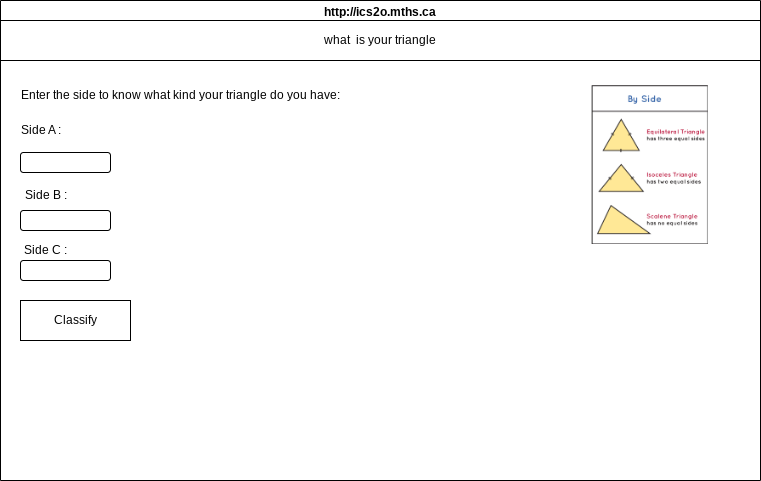 http://ics2o.mths.ca
what is your triangle
Enter the side to know what kind your triangle do you have:
Side A :
Side B :
Side C :
Classify
By Side
Equilateral Triangle
has three equal sides
Isoceles Triangle
has two equal sides
Scalene Triangle
has no equal sides